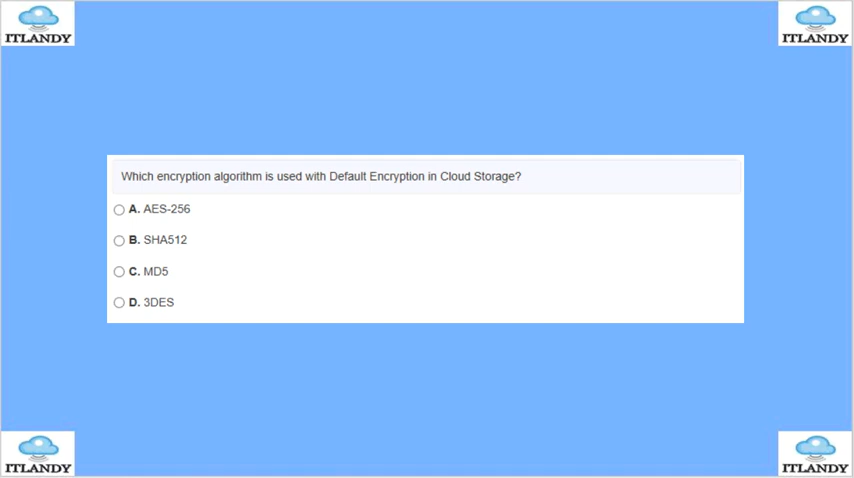 ITLANDY
ITLANDY
Which encryption algorithm is used with Default Encryption in Cloud Storage?
A. AES-256
B. SHA512
C. MD5
D. 3DES
ITLANDY
ITLANDY